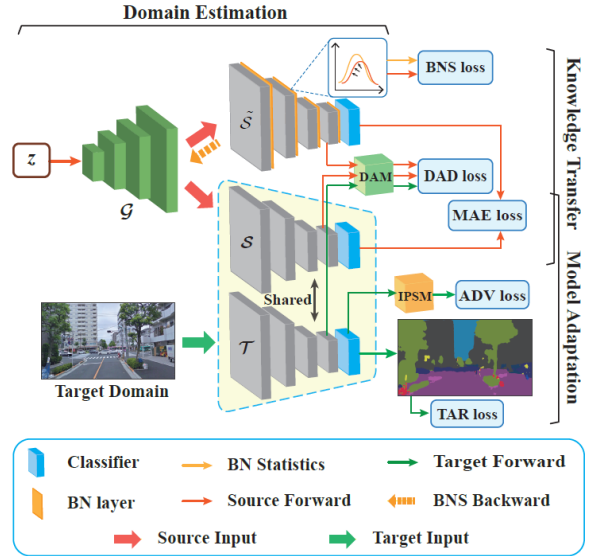 Domain Estimation
BNS loss
S̃
z
G
DAM
DAD loss
MAE loss
S
Shared
IPSM
ADV loss
T
Target Domain
TAR loss
Knowledge Transfer
Model Adaptation
Classifier
BN Statistics
Target Forward
BN layer
Source Forward
BNS Backward
Source Input
Target Input